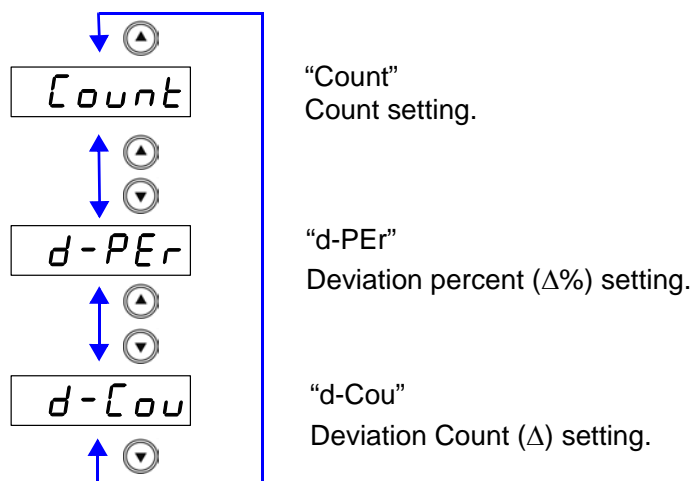 Count
“Count”
Count setting.
d-PEr
“d-PEr”
Deviation percent (Δ%) setting.
d-Cou
“d-Cou”
Deviation Count (Δ) setting.